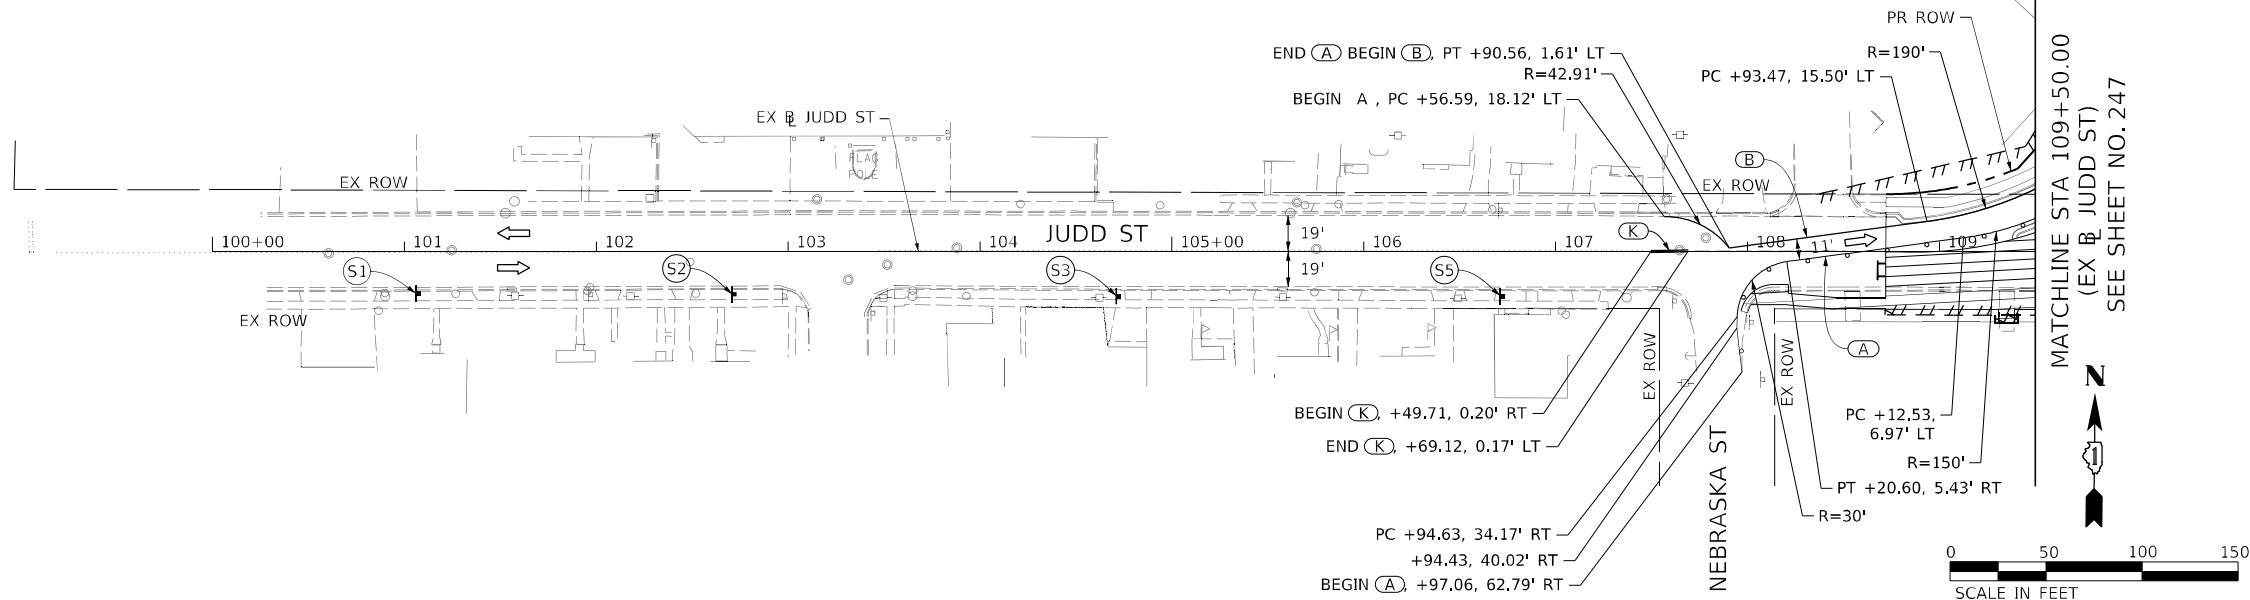 PR ROW
END A BEGIN B, PT +90.56, 1.61' LT
R=190'
R=42.91'
PC +93.47, 15.50' LT
BEGIN A , PC +56.59, 18.12' LT
EX BL JUDD ST
FLAG
POLE
B
EX ROW
EX ROW
JUDD ST
19'
K
11'
100+00
101
102
103
104
105+00
106
107
108
109
S1
S2
S3
S5
19'
EX ROW
A
EX ROW
EX ROW
BEGIN K, +49.71, 0.20' RT
END K, +69.12, 0.17' LT
PC +12.53,
6.97' LT
R=150'
PT +20.60, 5.43' RT
R=30'
NEBRASKA ST
PC +94.63, 34.17' RT
+94.43, 40.02' RT
BEGIN A, +97.06, 62.79' RT
MATCHLINE STA 109+50.00
(EX BL JUDD ST)
SEE SHEET NO. 247
N
1
0 50 100 150
SCALE IN FEET